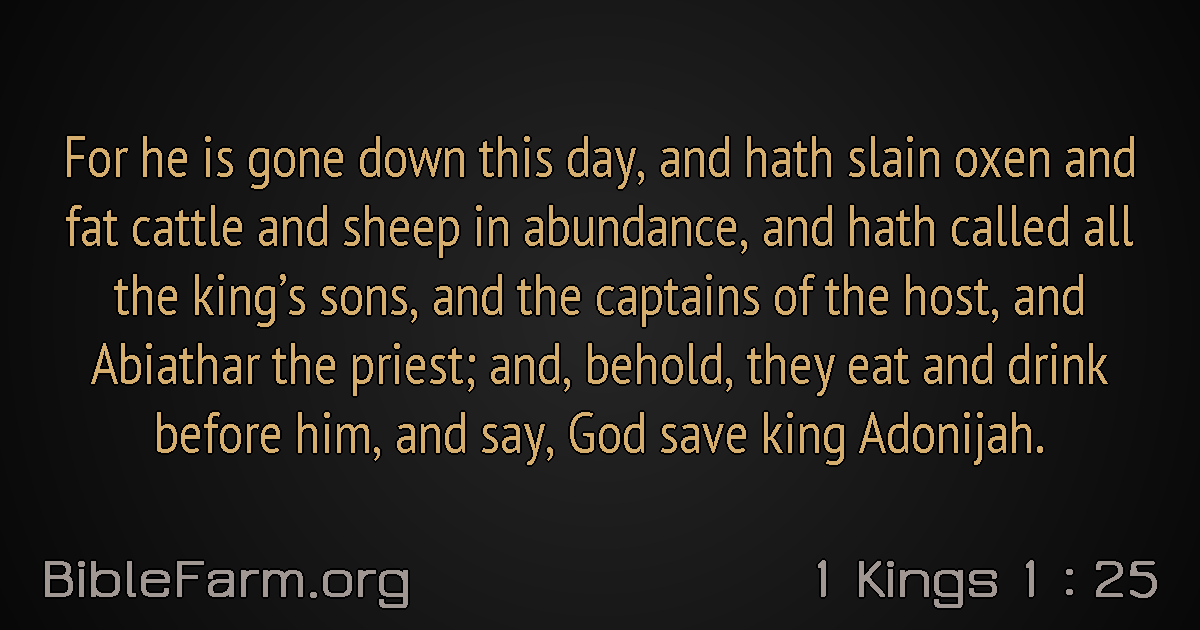 For he is gone down this day, and hath slain oxen and
fat cattle and sheep in abundance, and hath called all
the king’s sons, and the captains of the host, and
Abiathar the priest; and, behold, they eat and drink
before him, and say, God save king Adonijah.
BibleFarm.org
1 Kings 1 : 25